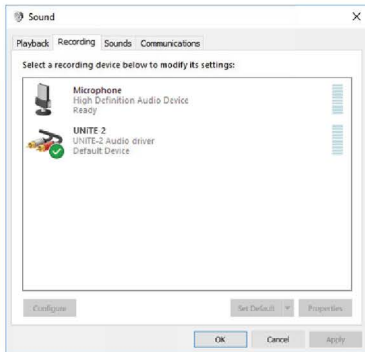 Sound
Playback Recording Sounds Communications
Select a recording device below to modify its settings:
Microphone
High Definition Audio Device
Ready
UNITE-2
UNITE-2 Audio driver
Default Device
Configure Set Default Properties
OK Cancel Apply